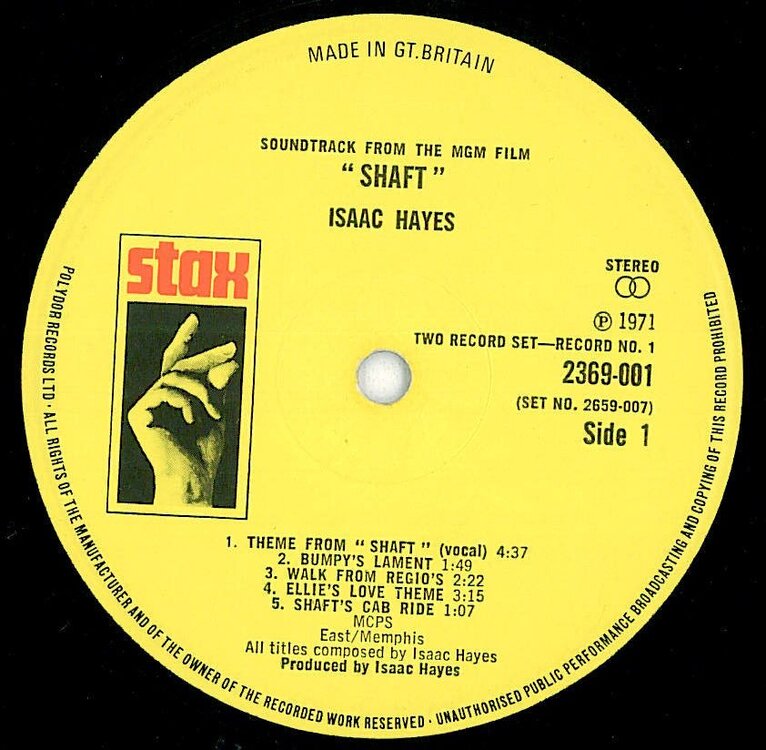 MADE IN GT.BRITAIN
SOUNDTRACK FROM THE MGM FILM
“ SHAFT ”
ISAAC HAYES
stax
STEREO
Ⓟ 1971
TWO RECORD SET—RECORD NO. 1
2369-001
(SET NO. 2659-007)
Side 1
1. THEME FROM “ SHAFT ” (vocal) 4:37
2. BUMPY'S LAMENT 1:49
3. WALK FROM REGIO'S 2:22
4. ELLIE'S LOVE THEME 3:15
5. SHAFT'S CAB RIDE 1:07
MCPS
East/Memphis
All titles composed by Isaac Hayes
Produced by Isaac Hayes
POLYDOR RECORDS LTD · ALL RIGHTS OF THE MANUFACTURER AND OF THE OWNER OF THE RECORDED WORK RESERVED · UNAUTHORISED PUBLIC PERFORMANCE BROADCASTING AND COPYING OF THIS RECORD PROHIBITED